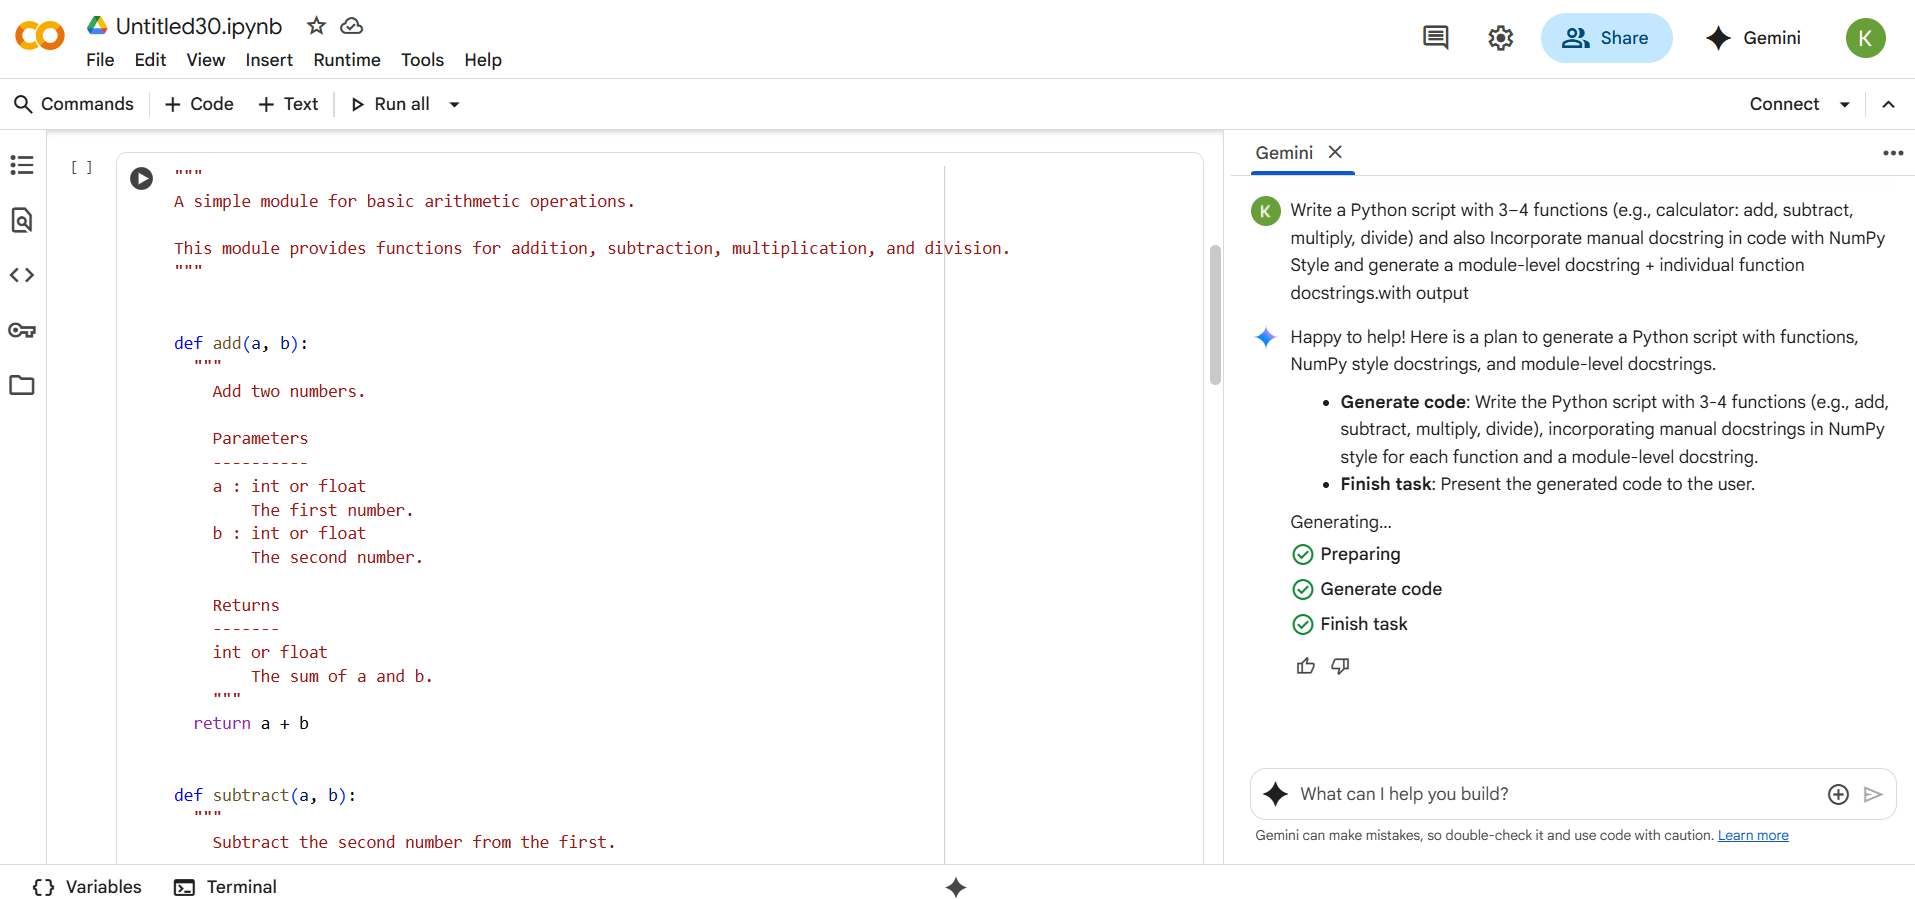 Untitled30.ipynb
File Edit View Insert Runtime Tools Help
Share
Gemini
K
Commands
+ Code
+ Text
Run all
Connect
[ ]
"""
A simple module for basic arithmetic operations.
This module provides functions for addition, subtraction, multiplication, and division.
"""
def add(a, b):
"""
Add two numbers.
Parameters
----------
a : int or float
The first number.
b : int or float
The second number.
Returns
-------
int or float
The sum of a and b.
"""
return a + b
def subtract(a, b):
"""
Subtract the second number from the first.
Gemini
K
Write a Python script with 3–4 functions (e.g., calculator: add, subtract,
multiply, divide) and also Incorporate manual docstring in code with NumPy
Style and generate a module-level docstring + individual function
docstrings.with output
Happy to help! Here is a plan to generate a Python script with functions,
NumPy style docstrings, and module-level docstrings.
• Generate code: Write the Python script with 3-4 functions (e.g., add,
subtract, multiply, divide), incorporating manual docstrings in NumPy
style for each function and a module-level docstring.
• Finish task: Present the generated code to the user.
Generating...
Preparing
Generate code
Finish task
What can I help you build?
Gemini can make mistakes, so double-check it and use code with caution. Learn more
Variables
Terminal